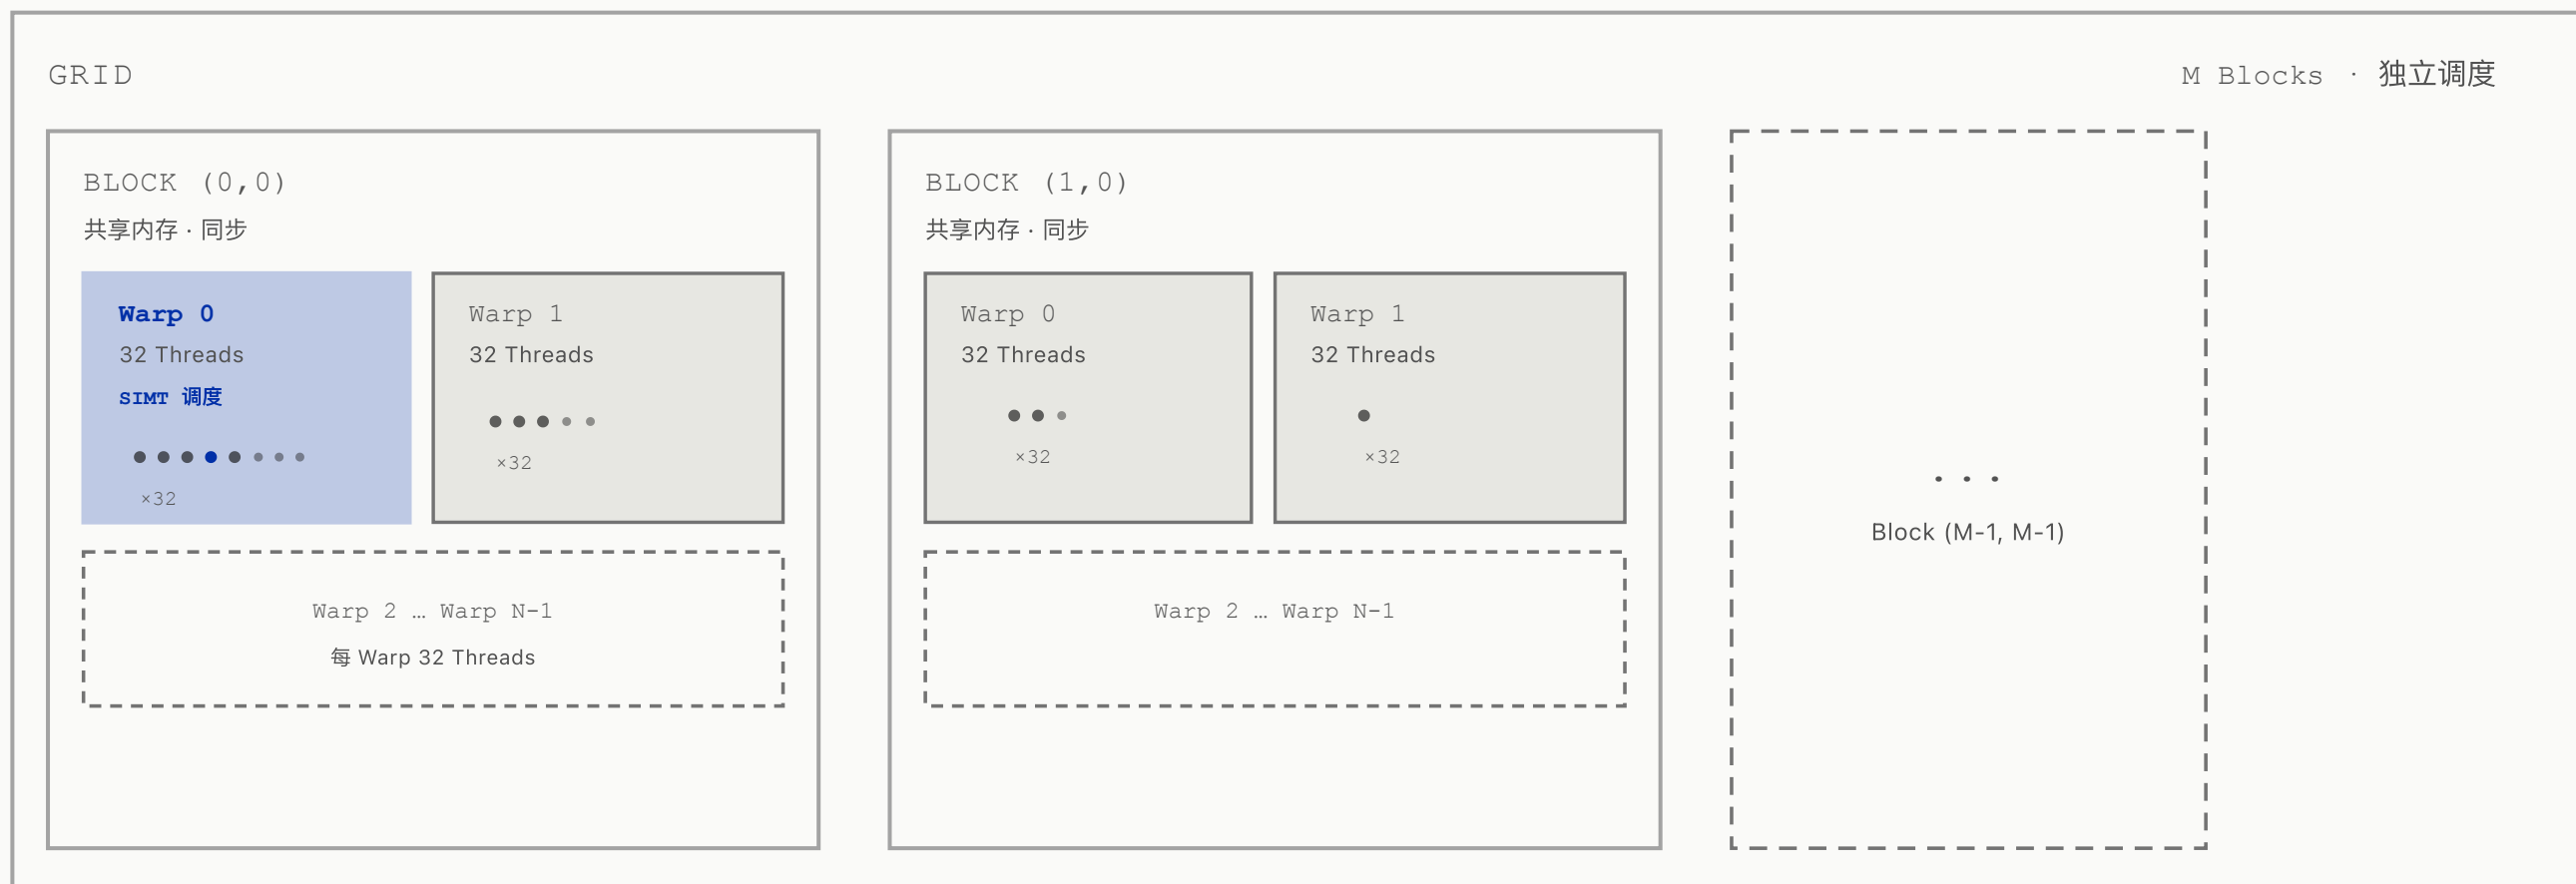 GRID
M Blocks · 独立调度
BLOCK (0,0)
共享内存 · 同步
Warp 0
32 Threads
SIMT 调度
×32
Warp 1
32 Threads
×32
Warp 2 … Warp N-1
每 Warp 32 Threads
BLOCK (1,0)
共享内存 · 同步
Warp 0
32 Threads
×32
Warp 1
32 Threads
×32
Warp 2 … Warp N-1
...
Block (M-1, M-1)